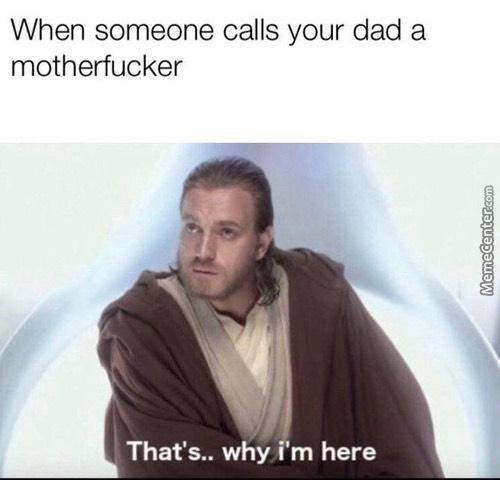 When someone calls your dad a
motherfucker
MemeCenter.com
That's.. why i'm here